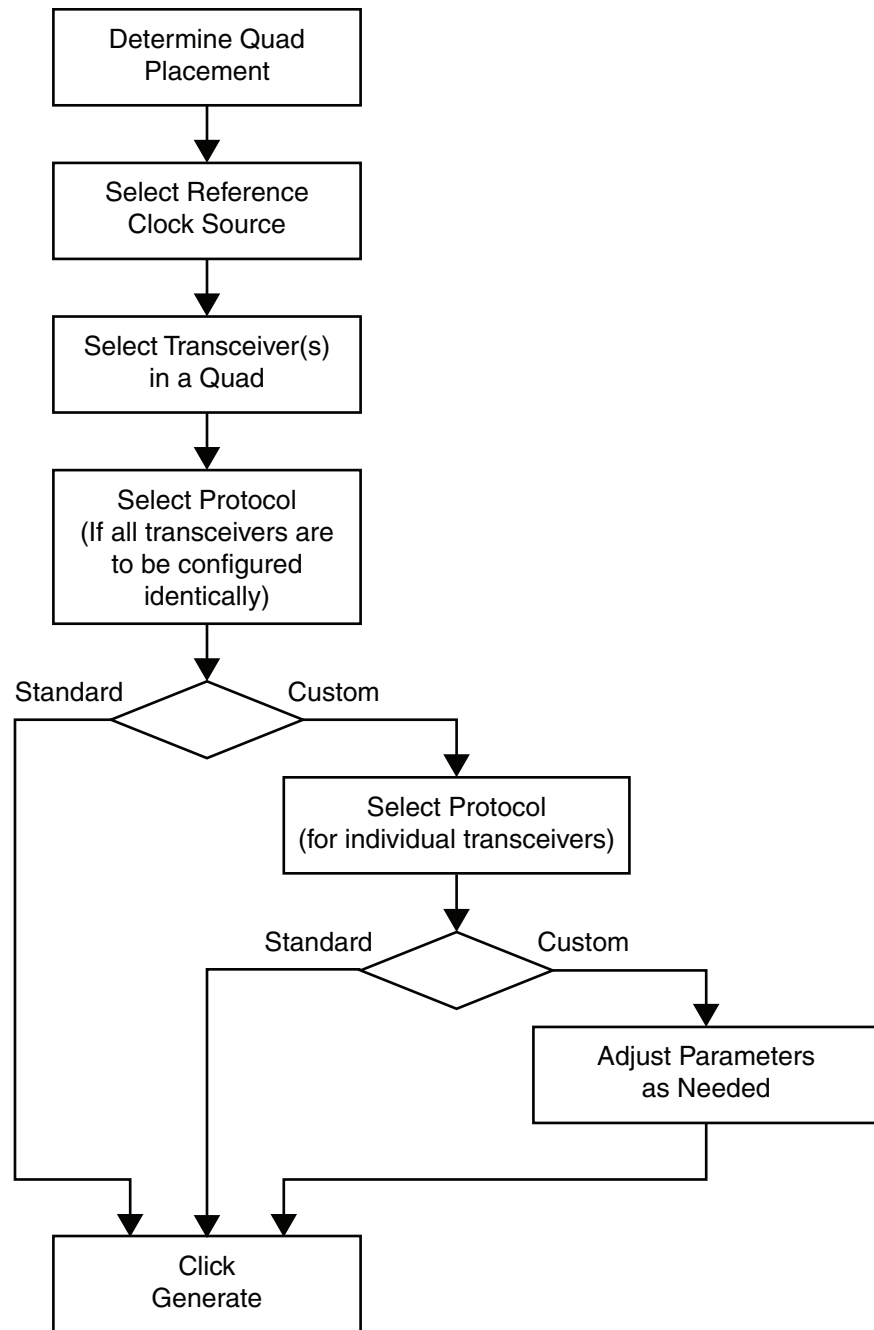 Determine Quad
Placement
Select Reference
Clock Source
Select Transceiver(s)
in a Quad
Select Protocol
(If all transceivers are
to be configured
identically)
Standard
Custom
Select Protocol
(for individual transceivers)
Standard
Custom
Adjust Parameters
as Needed
Click
Generate